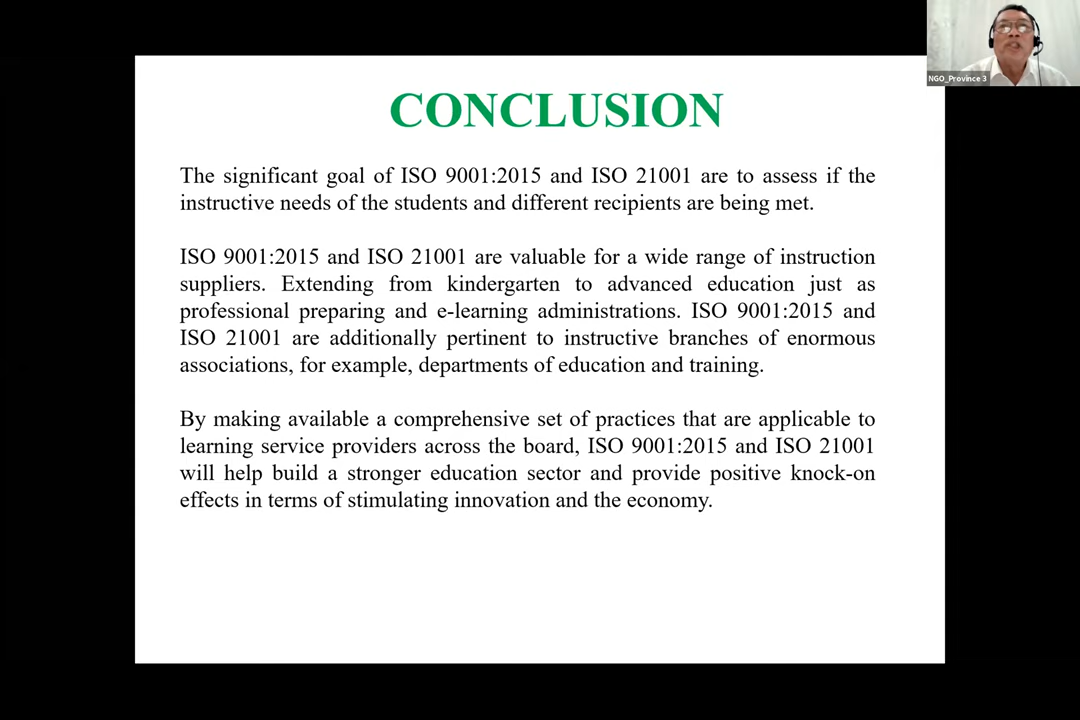 CONCLUSION
The significant goal of ISO 9001:2015 and ISO 21001 are to assess if the
instructive needs of the students and different recipients are being met.
ISO 9001:2015 and ISO 21001 are valuable for a wide range of instruction
suppliers. Extending from kindergarten to advanced education just as
professional preparing and e-learning administrations. ISO 9001:2015 and
ISO 21001 are additionally pertinent to instructive branches of enormous
associations, for example, departments of education and training.
By making available a comprehensive set of practices that are applicable to
learning service providers across the board, ISO 9001:2015 and ISO 21001
will help build a stronger education sector and provide positive knock-on
effects in terms of stimulating innovation and the economy.
NGO_Province 3